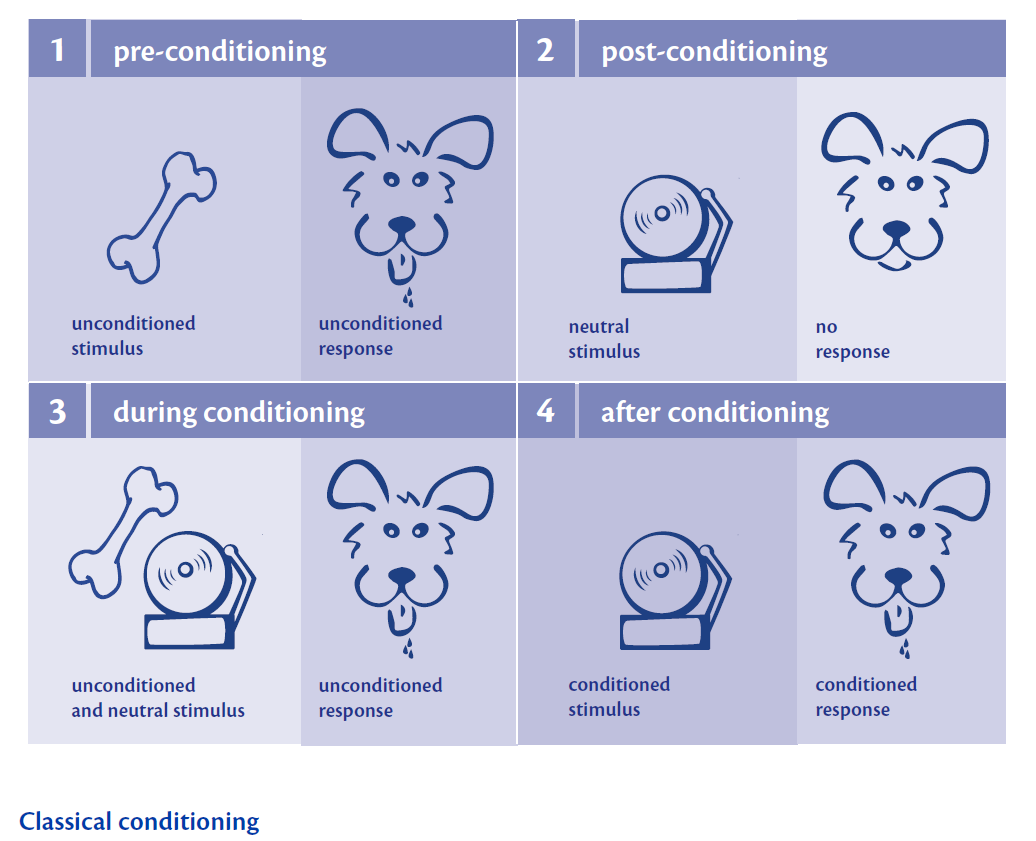 1 pre-conditioning
2 post-conditioning
unconditioned
stimulus
unconditioned
response
neutral
stimulus
no
response
3 during conditioning
4 after conditioning
unconditioned
and neutral stimulus
unconditioned
response
conditioned
stimulus
conditioned
response
Classical conditioning